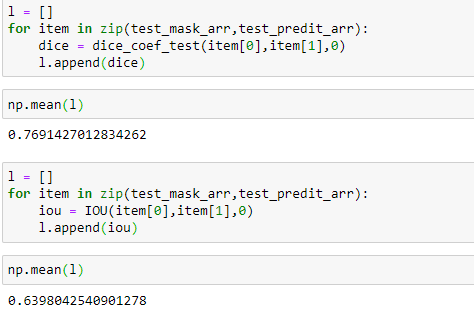 l = []
for item in zip(test_mask_arr,test_predit_arr):
    dice = dice_coef_test(item[0],item[1],0)
    l.append(dice)
np.mean(l)
0.7691427012834262
l = []
for item in zip(test_mask_arr,test_predit_arr):
    iou = IOU(item[0],item[1],0)
    l.append(iou)
np.mean(l)
0.6398042540901278